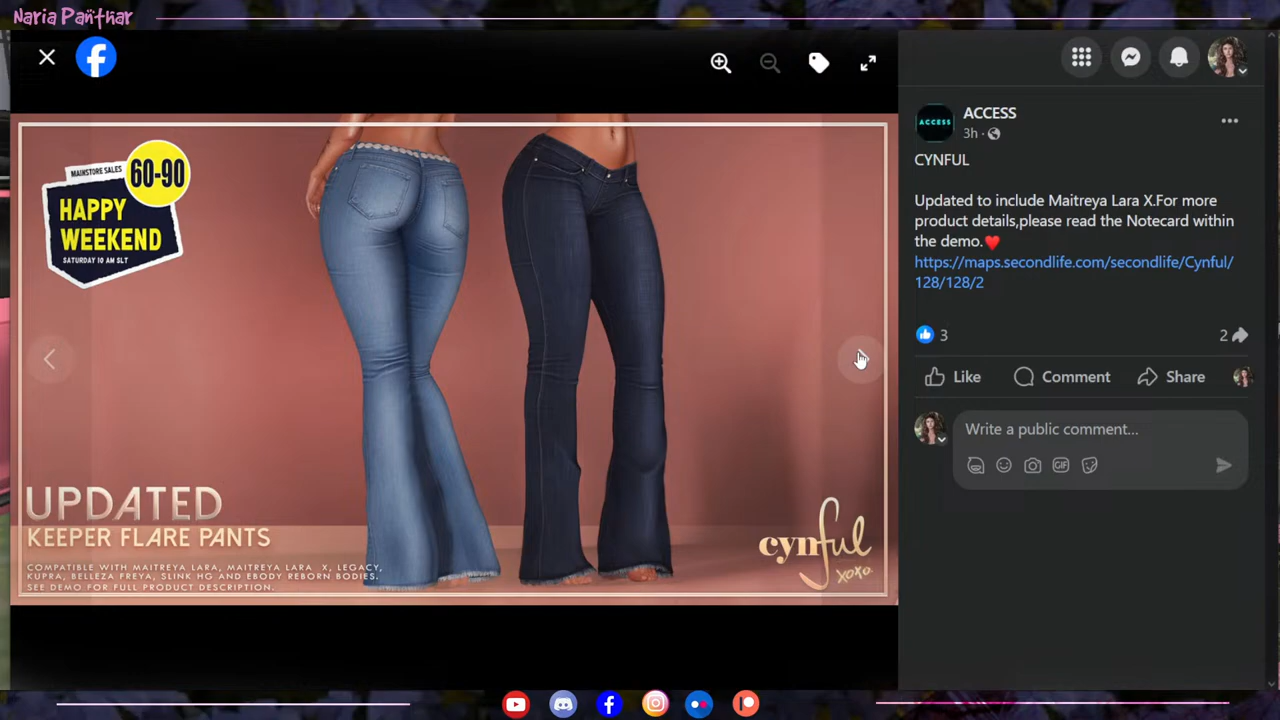 Naria Panthar
ACCESS
ACCESS
3h ·
CYNFUL
Updated to include Maitreya Lara X.For more
product details,please read the Notecard within
the demo.❤️
https://maps.secondlife.com/secondlife/Cynful/
128/128/2
3
2
Like
Comment
Share
Write a public comment...
GIF
MAINSTORE SALES
60-90
HAPPY
WEEKEND
SATURDAY 10 AM SLT
UPDATED
KEEPER FLARE PANTS
COMPATIBLE WITH MAITREYA LARA, MAITREYA LARA X, LEGACY,
KUPRA, BELLEZA FREYA, SLINK HG AND EBODY REBORN BODIES.
SEE DEMO FOR FULL PRODUCT DESCRIPTION.
cynful
xoxo